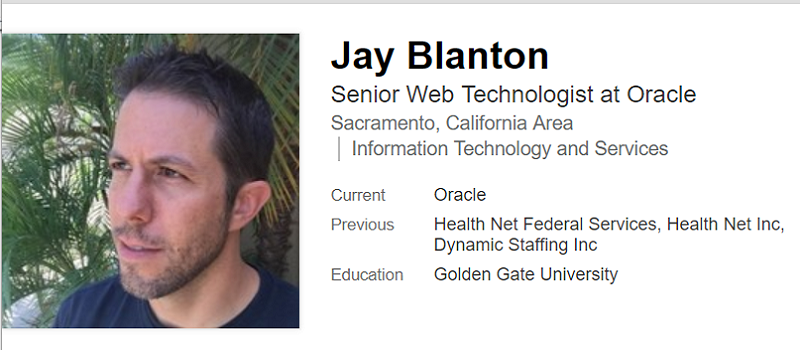 Jay Blanton
Senior Web Technologist at Oracle
Sacramento, California Area
Information Technology and Services
Current Oracle
Previous Health Net Federal Services, Health Net Inc,
Dynamic Staffing Inc
Education Golden Gate University